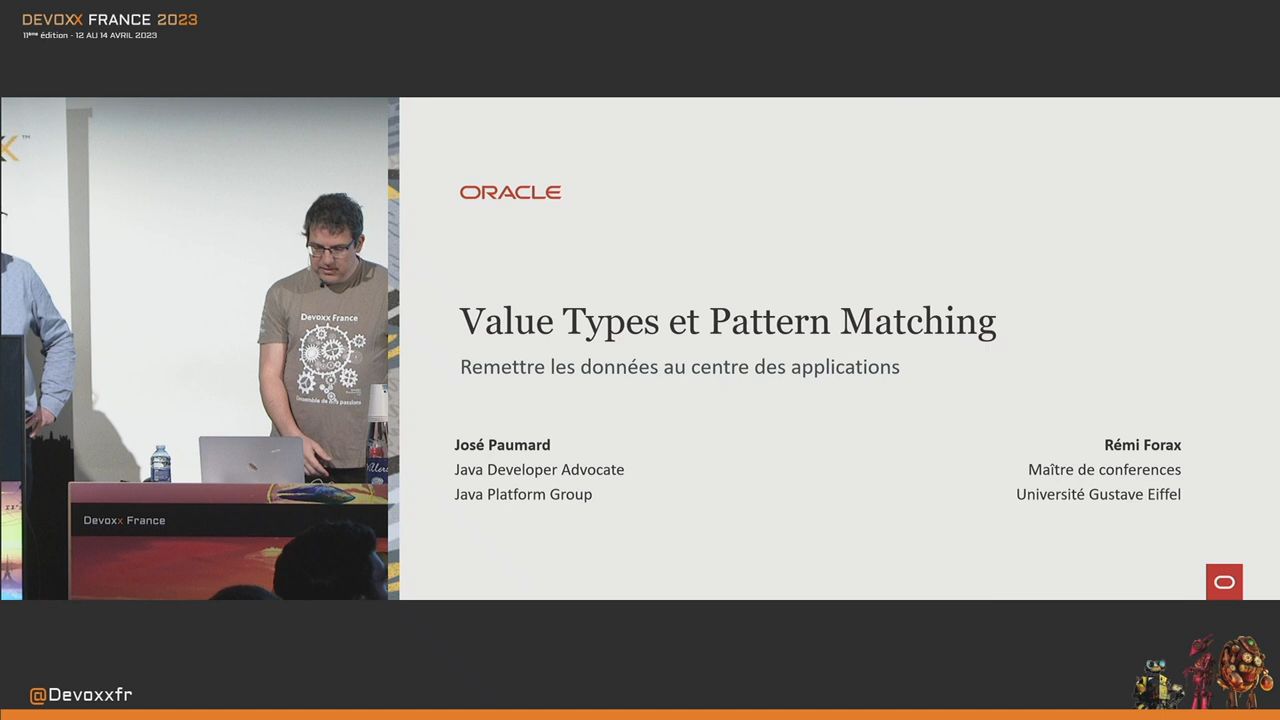 DEVOXX FRANCE 2023
11ème édition - 12 AU 14 AVRIL 2023
X™
ORACLE
Value Types et Pattern Matching
Remettre les données au centre des applications
José Paumard
Java Developer Advocate
Java Platform Group
Rémi Forax
Maître de conferences
Université Gustave Eiffel
Devoxx France
Devoxx France
@Devoxxfr